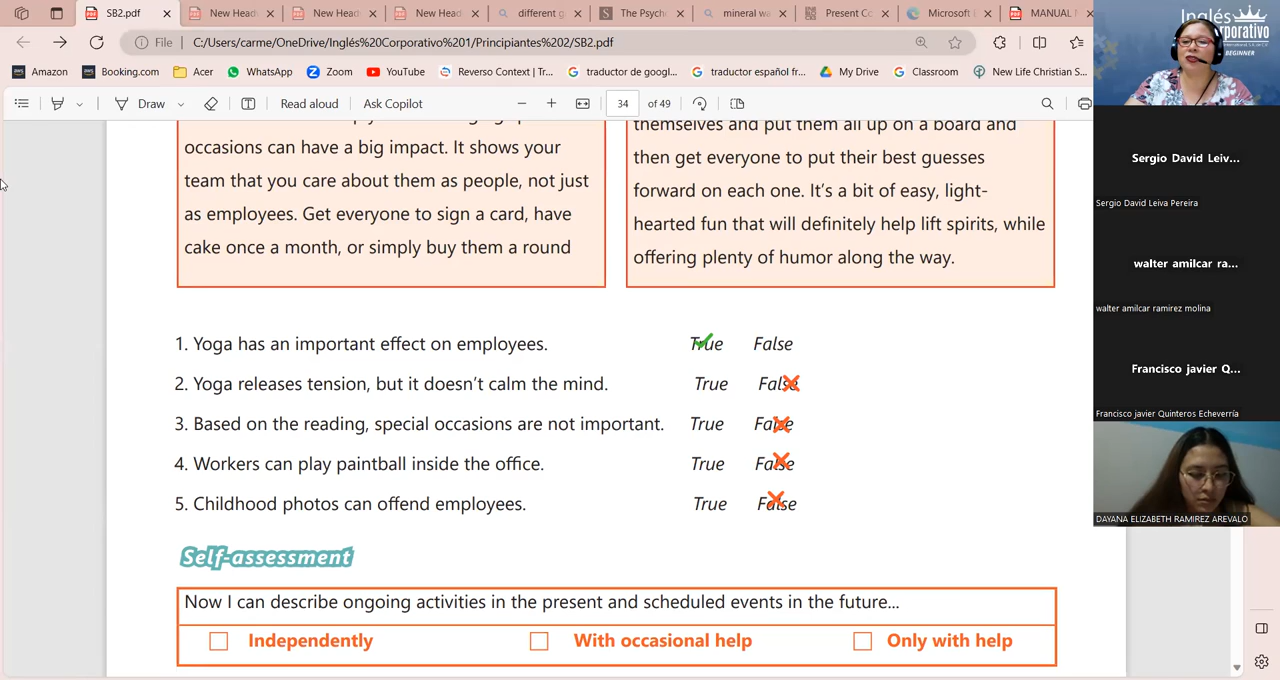 SB2.pdf
New Head
New Head
New Head
different g
The Psych
mineral wa
Present Co
Microsoft E
MANUAL
File
C:/Users/carme/OneDrive/Inglés%20Corporativo%201/Principiantes%202/SB2.pdf
Amazon
Booking.com
Acer
WhatsApp
Zoom
YouTube
Reverso Context | Tr...
traductor de googl...
traductor español fr...
My Drive
Classroom
New Life Christian S...
Draw
Read aloud
Ask Copilot
34
of 49
occasions can have a big impact. It shows your
team that you care about them as people, not just
as employees. Get everyone to sign a card, have
cake once a month, or simply buy them a round
themselves and put them all up on a board and
then get everyone to put their best guesses
forward on each one. It's a bit of easy, light-
hearted fun that will definitely help lift spirits, while
offering plenty of humor along the way.
1. Yoga has an important effect on employees. True False
2. Yoga releases tension, but it doesn't calm the mind. True False
3. Based on the reading, special occasions are not important. True False
4. Workers can play paintball inside the office. True False
5. Childhood photos can offend employees. True False
Self-assessment
Now I can describe ongoing activities in the present and scheduled events in the future...
Independently
With occasional help
Only with help
Inglés
BEGINNER
Sergio David Leiv...
Sergio David Leiva Pereira
walter amilcar ra...
walter amilcar ramirez molina
Francisco javier Q...
Francisco javier Quinteros Echeverría
DAYANA ELIZABETH RAMIREZ AREVALO